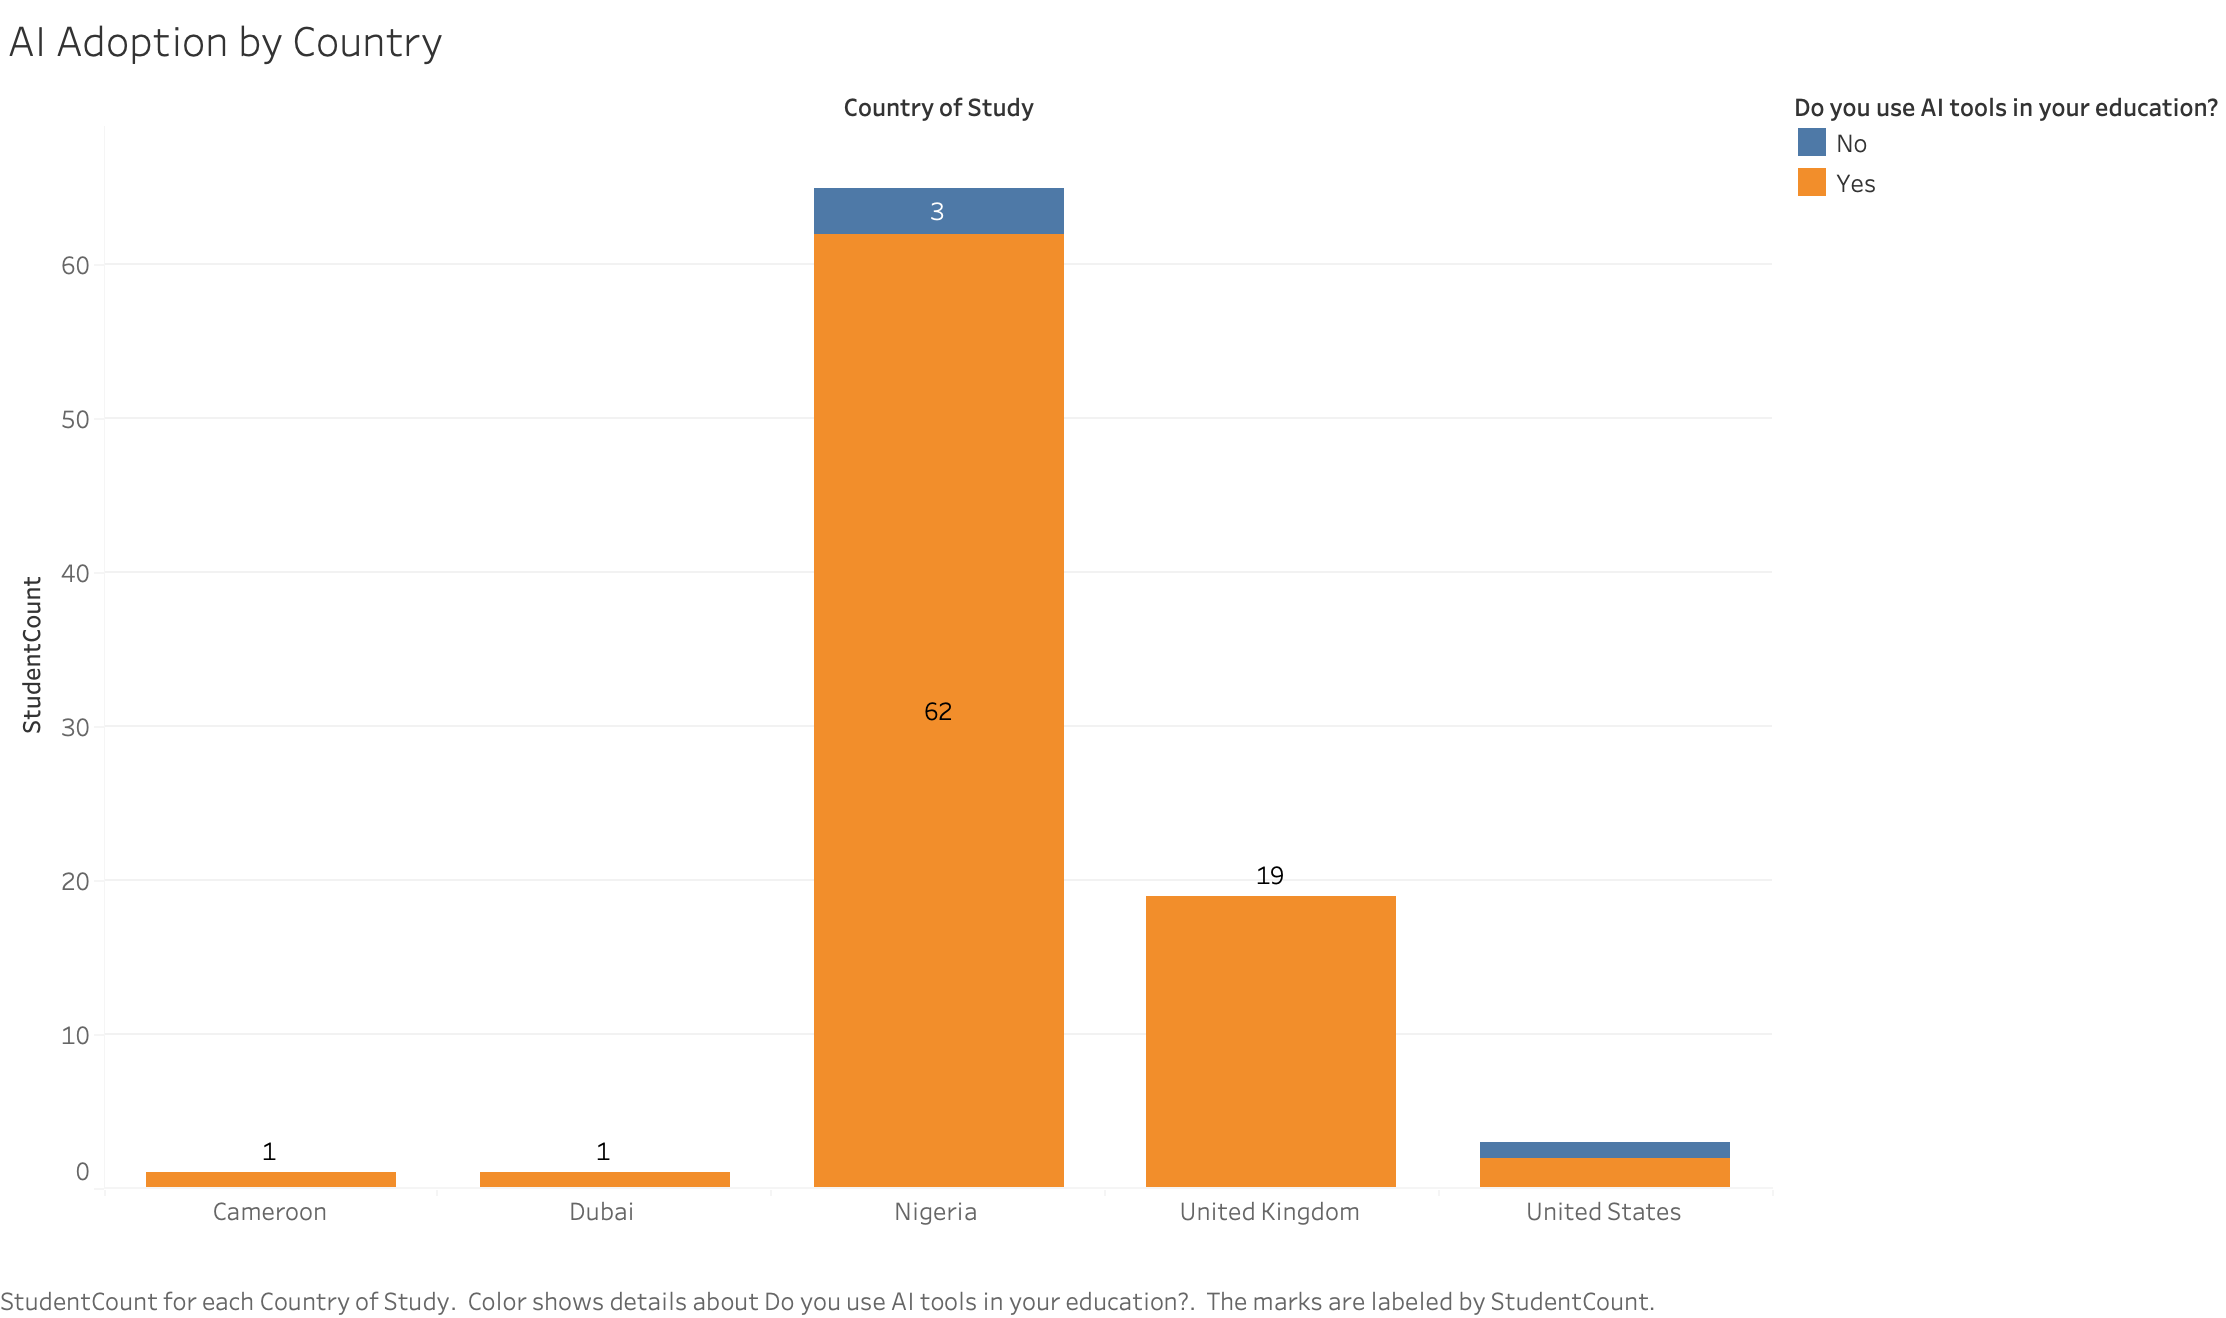 AI Adoption by Country
Country of Study
Do you use AI tools in your education?
No
Yes
StudentCount
60
50
40
30
20
10
0
3
62
19
1
1
Cameroon
Dubai
Nigeria
United Kingdom
United States
StudentCount for each Country of Study.  Color shows details about Do you use AI tools in your education?.  The marks are labeled by StudentCount.